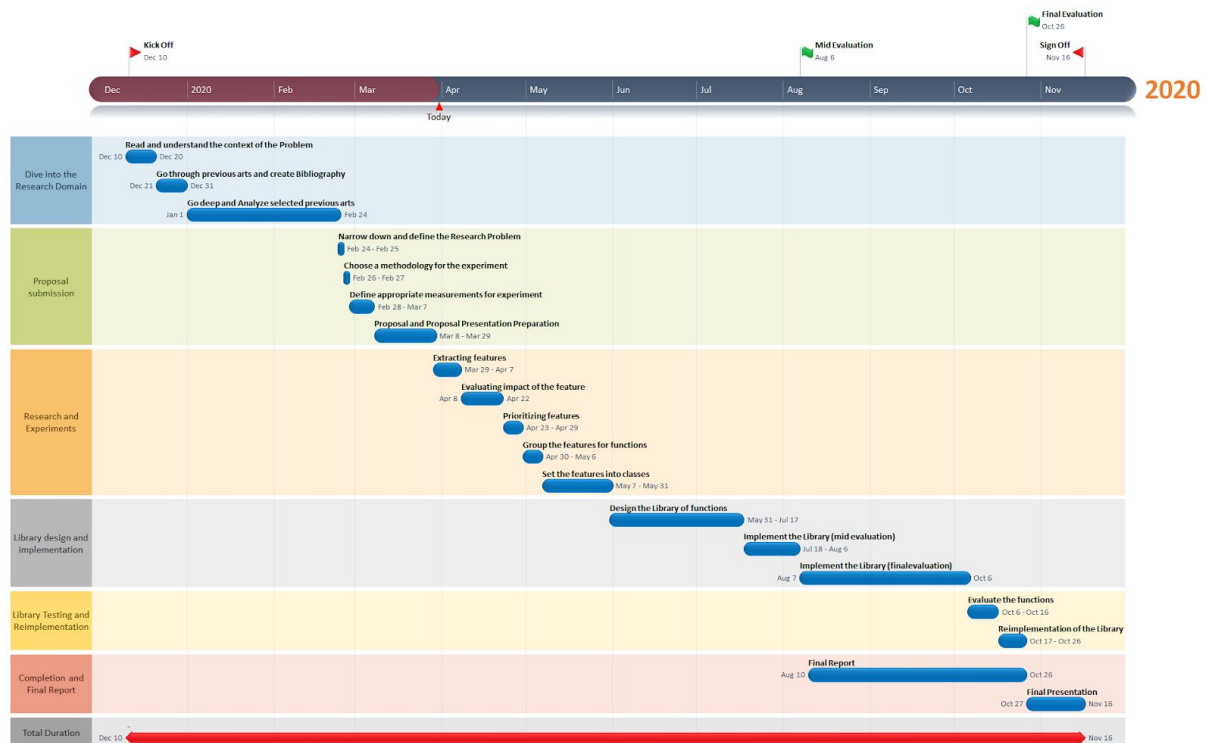 Final Evaluation
Oct 26
Kick Off
Dec 10
Mid Evaluation
Aug 6
Sign Off
Nov 16
Dec 2020 Feb Mar Apr May Jun Jul Aug Sep Oct Nov 2020
Today
Dive into the
Research Domain
Read and understand the context of the Problem
Dec 10 Dec 20
Go through previous arts and create Bibliography
Dec 21 Dec 31
Go deep and Analyze selected previous arts
Jan 1 Feb 24
Proposal
submission
Narrow down and define the Research Problem
Feb 24 - Feb 25
Choose a methodology for the experiment
Feb 26 - Feb 27
Define appropriate measurements for experiment
Feb 28 - Mar 7
Proposal and Proposal Presentation Preparation
Mar 8 - Mar 29
Research and
Experiments
Extracting features
Mar 29 - Apr 7
Evaluating impact of the feature
Apr 8 Apr 22
Prioritizing features
Apr 23 - Apr 29
Group the features for functions
Apr 30 - May 6
Set the features into classes
May 7 - May 31
Library design and
implementation
Design the Library of functions
May 31 - Jul 17
Implement the Library (mid evaluation)
Jul 18 - Aug 6
Implement the Library (finalevaluation)
Aug 7 Oct 6
Library Testing and
Reimplementation
Evaluate the functions
Oct 6 - Oct 16
Reimplementation of the Library
Oct 17 - Oct 26
Completion and
Final Report
Final Report
Aug 10 Oct 26
Final Presentation
Oct 27 Nov 16
Total Duration
-
Dec 10 Nov 16